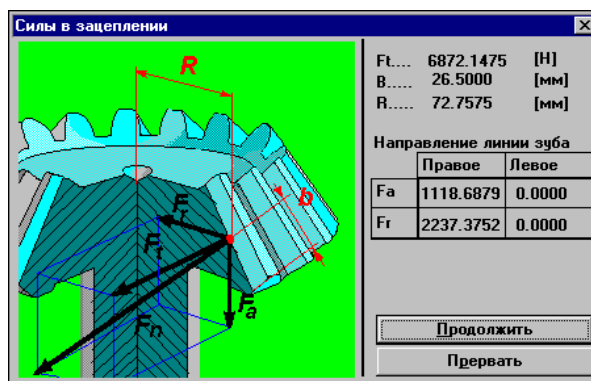 Силы в зацеплении
R
b
Fr
Ft
Fa
Fn
Ft.... 6872.1475 [Н]
B..... 26.5000 [мм]
R..... 72.7575 [мм]
Направление линии зуба
Правое Левое
Fa 1118.6879 0.0000
Fr 2237.3752 0.0000
Продолжить
Прервать